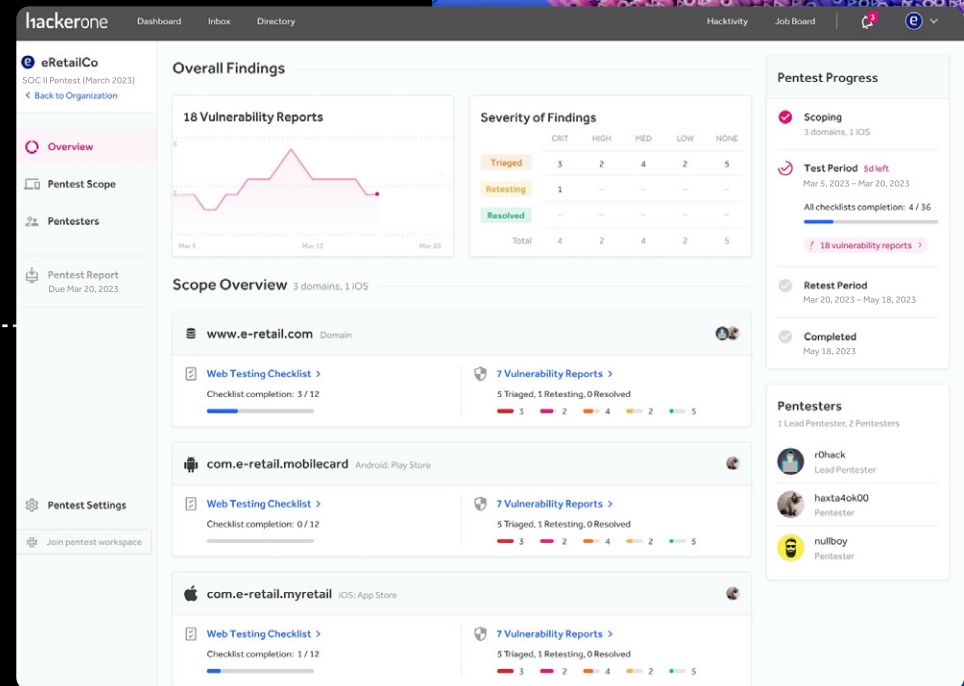 hackerone Dashboard Inbox Directory Hacktivity Job Board 3 e
e eRetailCo
SOC II Pentest (March 2023)
< Back to Organization
Overview
Pentest Scope
Pentesters
Pentest Report
Due Mar 20, 2023
Pentest Settings
Join pentest workspace
Overall Findings
18 Vulnerability Reports
Mar 5 Mar 12 Mar 20
Severity of Findings
CRIT HIGH MED LOW NONE
Triaged 3 2 4 2 5
Retesting 1 – – – –
Resolved – – – – –
Total 4 2 4 2 5
Scope Overview 3 domains, 1 iOS
www.e-retail.com Domain
Web Testing Checklist >
Checklist completion: 3 / 12
7 Vulnerability Reports >
5 Triaged, 1 Retesting, 0 Resolved
3 2 4 2 5
com.e-retail.mobilecard Android: Play Store
Web Testing Checklist >
Checklist completion: 0 / 12
7 Vulnerability Reports >
5 Triaged, 1 Retesting, 0 Resolved
3 2 4 2 5
com.e-retail.myretail iOS: App Store
Web Testing Checklist >
Checklist completion: 1 / 12
7 Vulnerability Reports >
5 Triaged, 1 Retesting, 0 Resolved
3 2 4 2 5
Pentest Progress
Scoping
3 domains, 1 iOS
Test Period 5d left
Mar 5, 2023 – Mar 20, 2023
All checklists completion: 4 / 36
! 18 vulnerability reports >
Retest Period
Mar 20, 2023 – May 18, 2023
Completed
May 18, 2023
Pentesters
1 Lead Pentester, 2 Pentesters
r0hack
Lead Pentester
haxta4ok00
Pentester
nullboy
Pentester